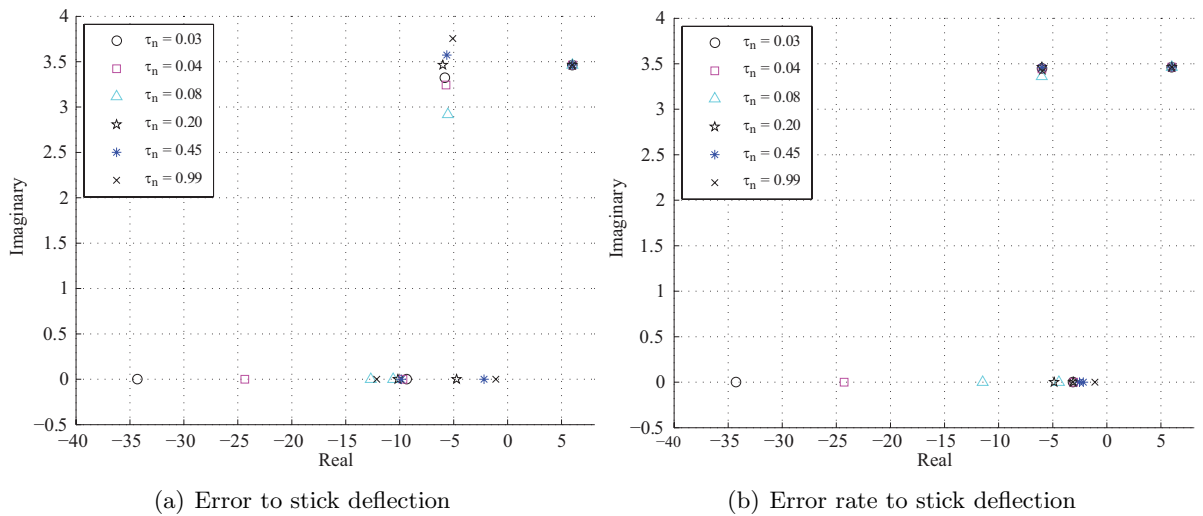 4
3.5
3
2.5
2
1.5
1
0.5
0
−0.5
−40
−35
−30
−25
−20
−15
−10
−5
0
5
Imaginary
Real
τn = 0.03
τn = 0.04
τn = 0.08
τn = 0.20
τn = 0.45
τn = 0.99
(a) Error to stick deflection
4
3.5
3
2.5
2
1.5
1
0.5
0
−0.5
−40
−35
−30
−25
−20
−15
−10
−5
0
5
Imaginary
Real
τn = 0.03
τn = 0.04
τn = 0.08
τn = 0.20
τn = 0.45
τn = 0.99
(b) Error rate to stick deflection